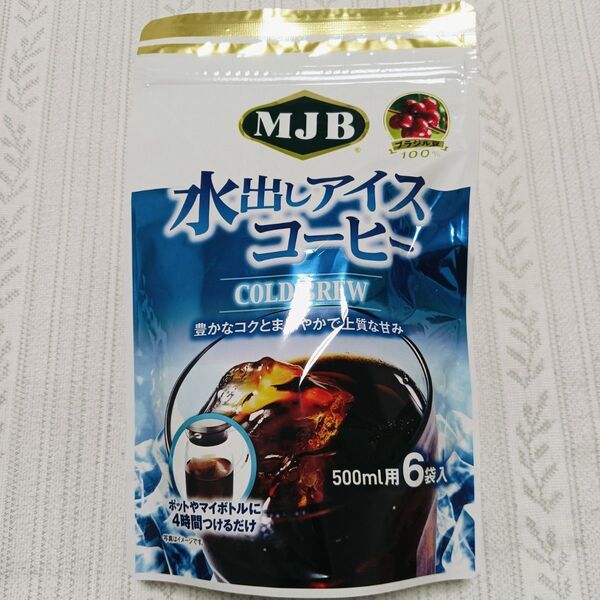 MJB
®
ブラジル豆
100%
水出しアイス
コーヒー
COLD BREW
豊かなコクとまろやかで上質な甘み
500ml用6袋入
ポットやマイボトルに
4時間つけるだけ
写真はイメージです。